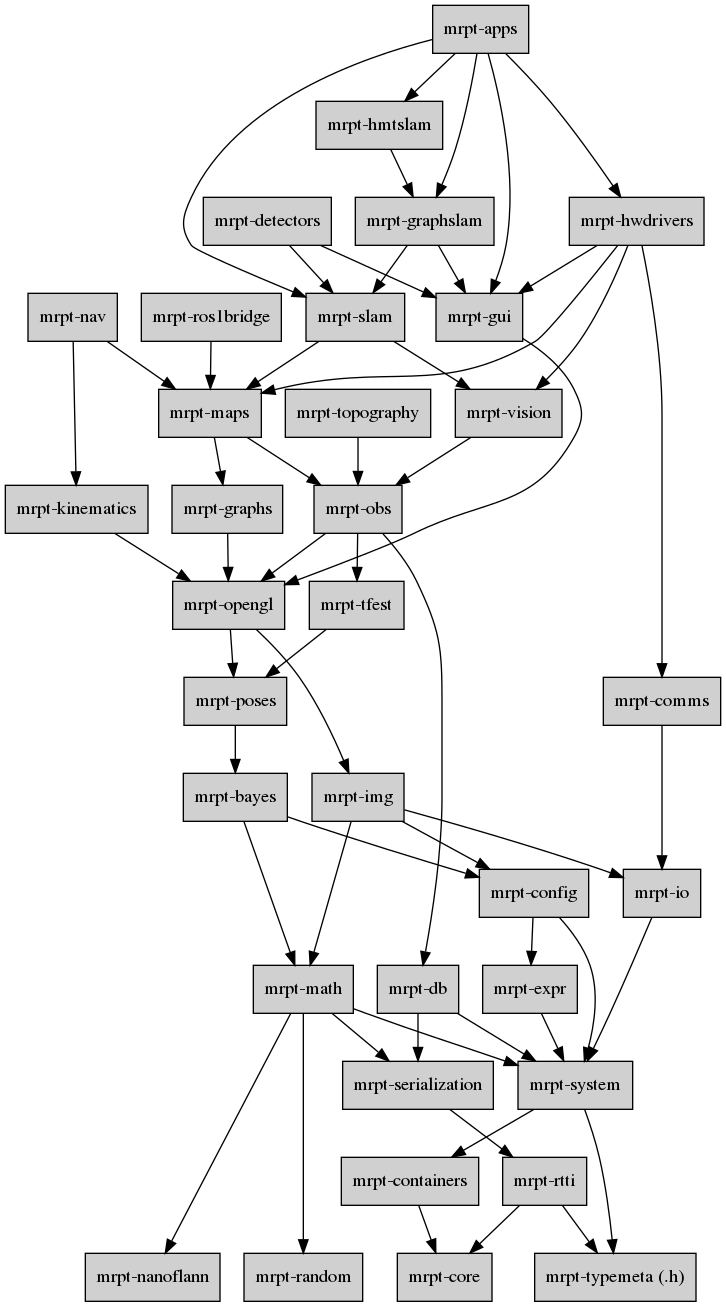 mrpt-apps
mrpt-hmtslam
mrpt-detectors
mrpt-graphslam
mrpt-hwdrivers
mrpt-nav
mrpt-ros1bridge
mrpt-slam
mrpt-gui
mrpt-maps
mrpt-topography
mrpt-vision
mrpt-kinematics
mrpt-graphs
mrpt-obs
mrpt-opengl
mrpt-tfest
mrpt-poses
mrpt-comms
mrpt-bayes
mrpt-img
mrpt-config
mrpt-io
mrpt-math
mrpt-db
mrpt-expr
mrpt-serialization
mrpt-system
mrpt-containers
mrpt-rtti
mrpt-nanoflann
mrpt-random
mrpt-core
mrpt-typemeta (.h)